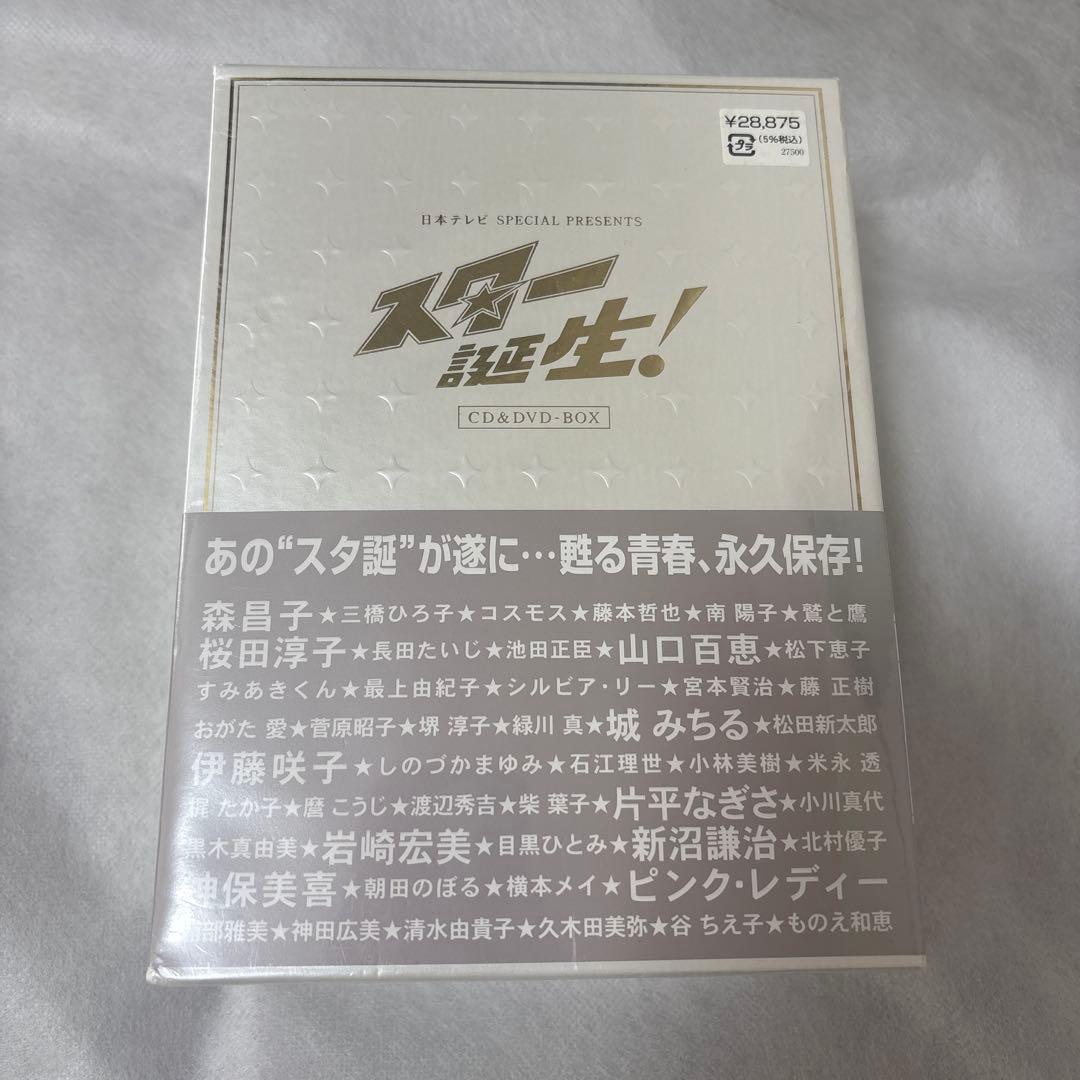 ¥28,875
(5%税込)
タラ
27500
日本テレビ SPECIAL PRESENTS
スター
誕生!
CD&DVD-BOX
あの“スタ誕”が遂に…甦る青春、永久保存!
森昌子★三橋ひろ子★コスモス★藤本哲也★南 陽子★鷲と鷹
桜田淳子★長田たいじ★池田正臣★山口百恵★松下恵子
すみあきくん★最上由紀子★シルビア・リー★宮本賢治★藤 正樹
おがた 愛★菅原昭子★堺 淳子★緑川 真★城 みちる★松田新太郎
伊藤咲子★しのづかまゆみ★石江理世★小林美樹★米永 透
梶 たか子★麿 こうじ★渡辺秀吉★柴 葉子★片平なぎさ★小川真代
黒木真由美★岩崎宏美★目黒ひとみ★新沼謙治★北村優子
神保美喜★朝田のぼる★横本メイ★ピンク・レディー
部雅美★神田広美★清水由貴子★久木田美弥★谷 ちえ子★ものえ和恵